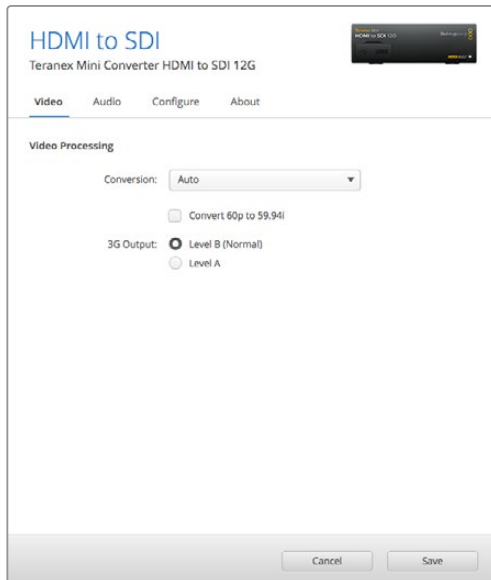 HDMI to SDI
Teranex Mini Converter HDMI to SDI 12G
Video Audio Configure About
Video Processing
Conversion: Auto
Convert 60p to 59.94i
3G Output: Level B (Normal)
Level A
Cancel Save